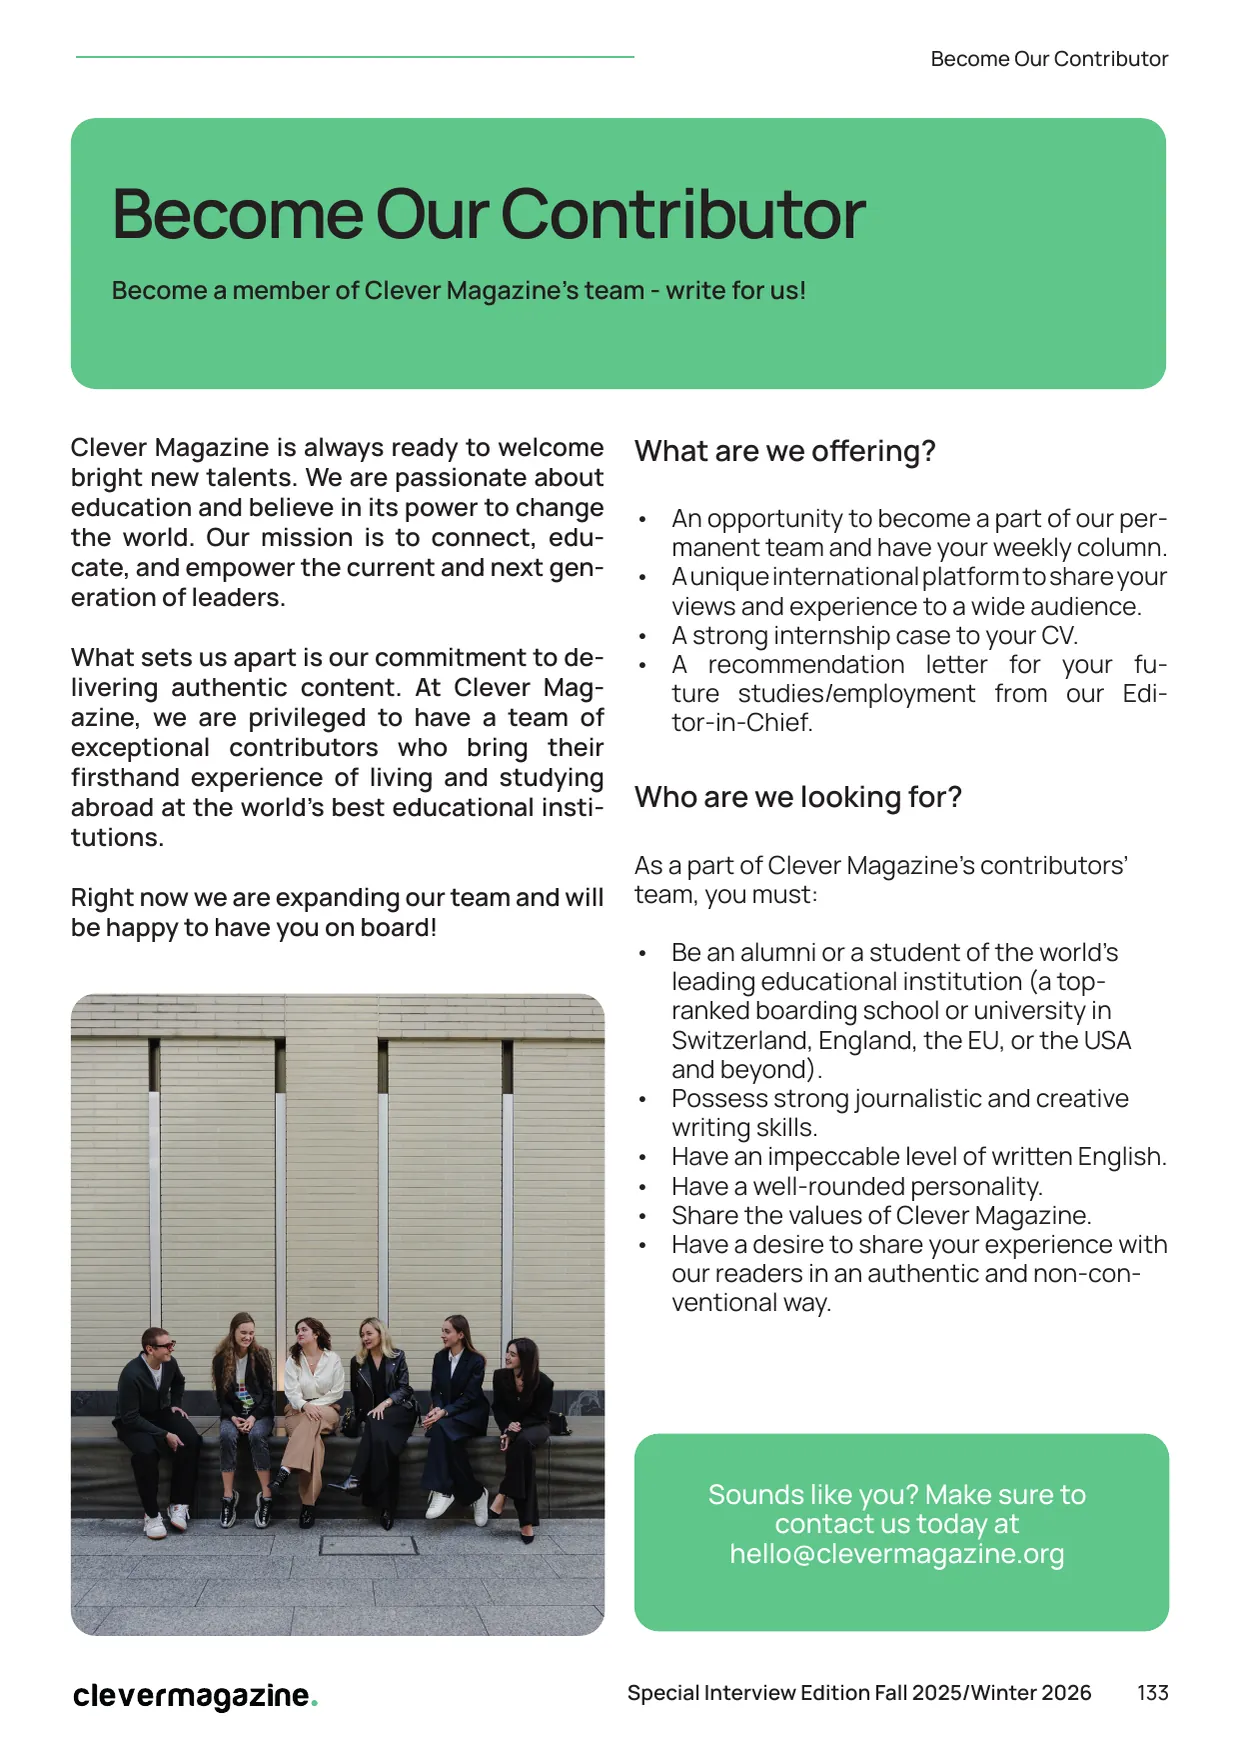 Become Our Contributor
Become Our Contributor
Become a member of Clever Magazine’s team - write for us!
Clever Magazine is always ready to welcome
bright new talents. We are passionate about
education and believe in its power to change
the world. Our mission is to connect, edu-
cate, and empower the current and next gen-
eration of leaders.
What sets us apart is our commitment to de-
livering authentic content. At Clever Mag-
azine, we are privileged to have a team of
exceptional contributors who bring their
firsthand experience of living and studying
abroad at the world’s best educational insti-
tutions.
Right now we are expanding our team and will
be happy to have you on board!
What are we offering?
• An opportunity to become a part of our per-
manent team and have your weekly column.
• A unique international platform to share your
views and experience to a wide audience.
• A strong internship case to your CV.
• A recommendation letter for your fu-
ture studies/employment from our Edi-
tor-in-Chief.
Who are we looking for?
As a part of Clever Magazine’s contributors’
team, you must:
• Be an alumni or a student of the world’s
leading educational institution (a top-
ranked boarding school or university in
Switzerland, England, the EU, or the USA
and beyond).
• Possess strong journalistic and creative
writing skills.
• Have an impeccable level of written English.
• Have a well-rounded personality.
• Share the values of Clever Magazine.
• Have a desire to share your experience with
our readers in an authentic and non-con-
ventional way.
Sounds like you? Make sure to
contact us today at
hello@clevermagazine.org
clevermagazine.
Special Interview Edition Fall 2025/Winter 2026 133